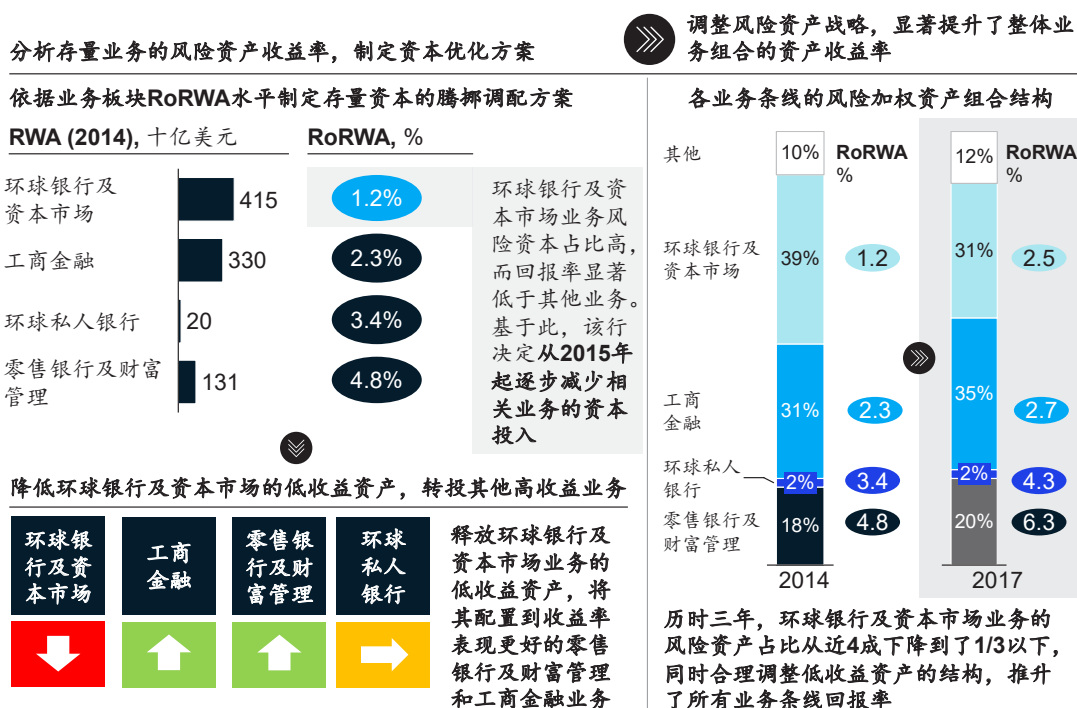 分析存量业务的风险资产收益率，制定资本优化方案
调整风险资产战略，显著提升了整体业
务组合的资产收益率
依据业务板块RoRWA水平制定存量资本的腾挪调配方案
RWA (2014), 十亿美元
RoRWA, %
环球银行及
资本市场
415
1.2%
工商金融
330
2.3%
环球私人银行
20
3.4%
零售银行及财富
管理
131
4.8%
环球银行及资
本市场业务风
险资本占比高，
而回报率显著
低于其他业务。
基于此，该行
决定从2015年
起逐步减少相
关业务的资本
投入
降低环球银行及资本市场的低收益资产，转投其他高收益业务
环球银
行及资
本市场
工商
金融
零售银
行及财
富管理
环球
私人
银行
释放环球银行及
资本市场业务的
低收益资产，将
其配置到收益率
表现更好的零售
银行及财富管理
和工商金融业务
各业务条线的风险加权资产组合结构
其他
10%
RoRWA
%
12%
RoRWA
%
环球银行及
资本市场
39%
1.2
31%
2.5
工商
金融
31%
2.3
35%
2.7
环球私人
银行
2%
3.4
2%
4.3
零售银行及
财富管理
18%
4.8
20%
6.3
2014
2017
历时三年，环球银行及资本市场业务的
风险资产占比从近4成下降到了1/3以下，
同时合理调整低收益资产的结构，推升
了所有业务条线回报率